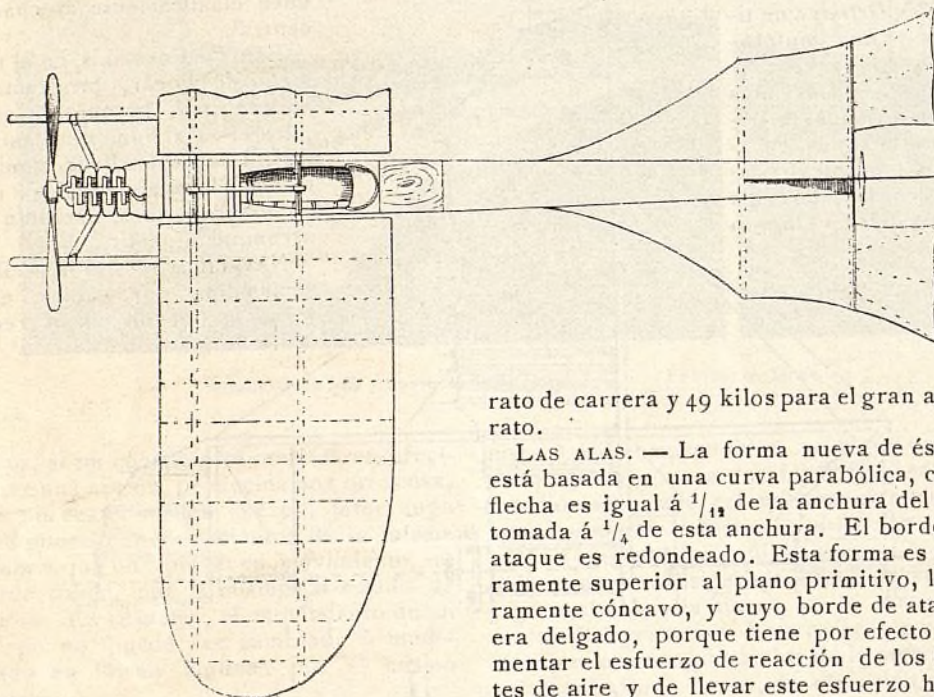 rato de carrera y 49 kilos para el gran a
rato.
LAS ALAS. — La forma nueva de és
está basada en una curva parabólica, c
flecha es igual á 1/12 de la anchura del
tomada á 1/4 de esta anchura. El borde
ataque es redondeado. Esta forma es
ramente superior al plano primitivo, l
ramente cóncavo, y cuyo borde de ata
era delgado, porque tiene por efecto
mentar el esfuerzo de reacción de los
tes de aire y de llevar este esfuerzo h